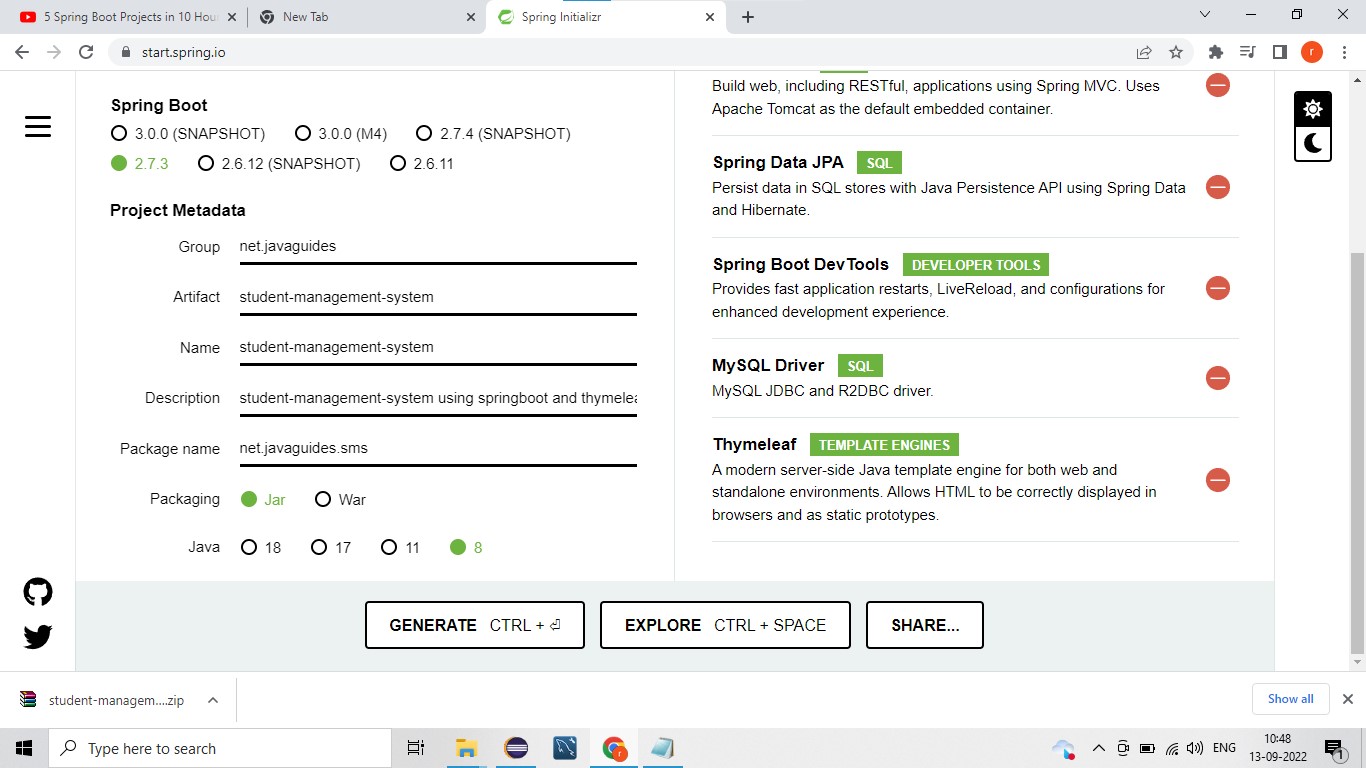 5 Spring Boot Projects in 10 Hou
New Tab
Spring Initializr
start.spring.io
r
Spring Boot
3.0.0 (SNAPSHOT)
3.0.0 (M4)
2.7.4 (SNAPSHOT)
2.7.3
2.6.12 (SNAPSHOT)
2.6.11
Project Metadata
Group
net.javaguides
Artifact
student-management-system
Name
student-management-system
Description
student-management-system using springboot and thymelea
Package name
net.javaguides.sms
Packaging
Jar
War
Java
18
17
11
8
Build web, including RESTful, applications using Spring MVC. Uses
Apache Tomcat as the default embedded container.
Spring Data JPA
SQL
Persist data in SQL stores with Java Persistence API using Spring Data
and Hibernate.
Spring Boot DevTools
DEVELOPER TOOLS
Provides fast application restarts, LiveReload, and configurations for
enhanced development experience.
MySQL Driver
SQL
MySQL JDBC and R2DBC driver.
Thymeleaf
TEMPLATE ENGINES
A modern server-side Java template engine for both web and
standalone environments. Allows HTML to be correctly displayed in
browsers and as static prototypes.
GENERATE CTRL + ⏎
EXPLORE CTRL + SPACE
SHARE...
student-managem....zip
Show all
Type here to search
r
ENG
10:48
13-09-2022
1